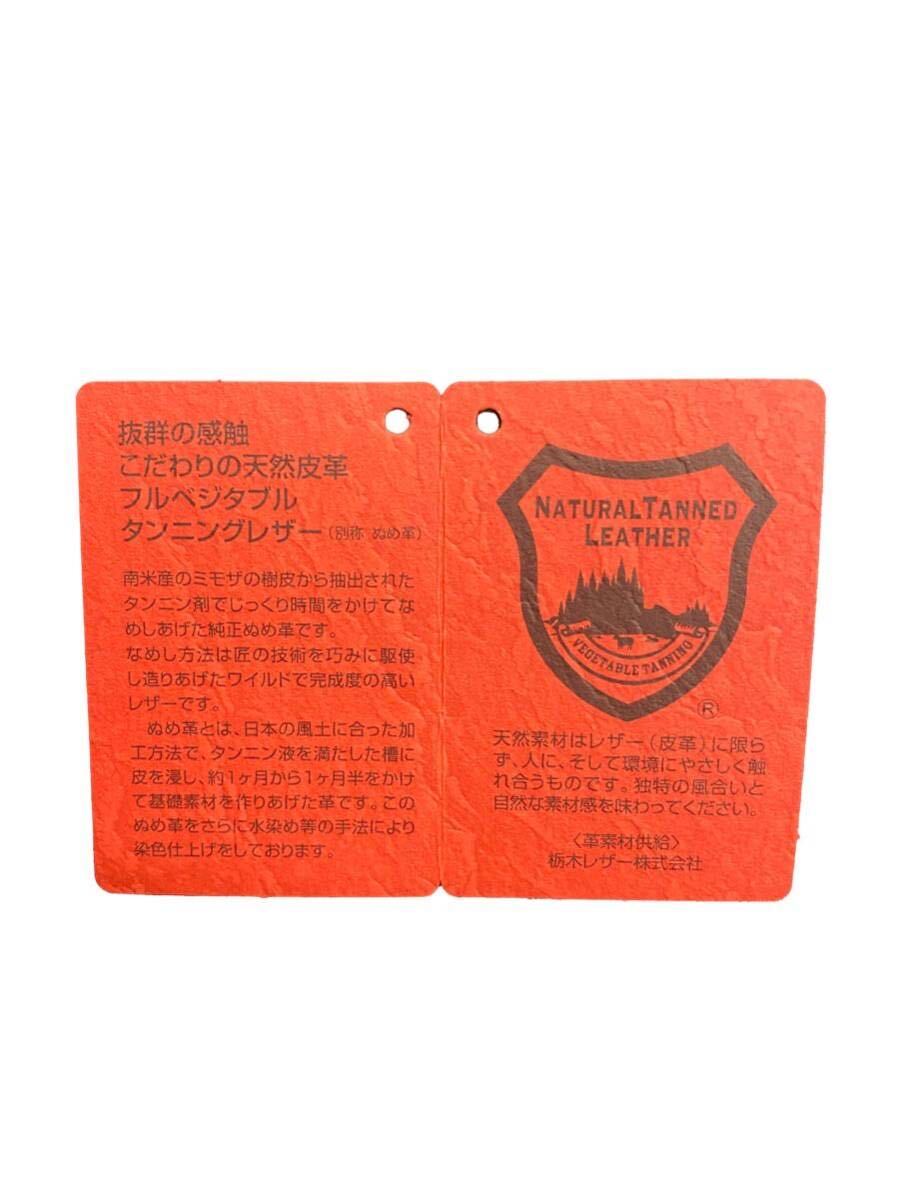 抜群の感触
こだわりの天然皮革
フルベジタブル
タンニングレザー（別称 ぬめ革）
南米産のミモザの樹皮から抽出された
タンニン剤でじっくり時間をかけてな
めしあげた純正ぬめ革です。
なめし方法は匠の技術を巧みに駆使
し造りあげたワイルドで完成度の高い
レザーです。
ぬめ革とは、日本の風土に合った加
工方法で、タンニン液を満たした槽に
皮を浸し、約1ヶ月から1ヶ月半をかけ
て基礎素材を作りあげた革です。この
ぬめ革をさらに水染め等の手法により
染色仕上げをしております。
NATURAL TANNED
LEATHER
VEGETABLE TANNING
®
天然素材はレザー（皮革）に限ら
ず、人に、そして環境にやさしく触
れ合うものです。独特の風合いと
自然な素材感を味わってください。
〈革素材供給〉
栃木レザー株式会社